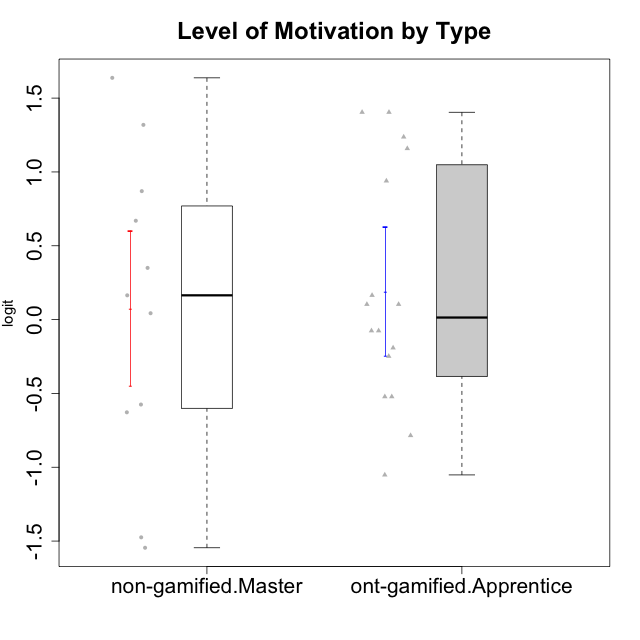 Level of Motivation by Type
logit
1.5
1.0
0.5
0.0
-0.5
-1.0
-1.5
non-gamified.Master
ont-gamified.Apprentice